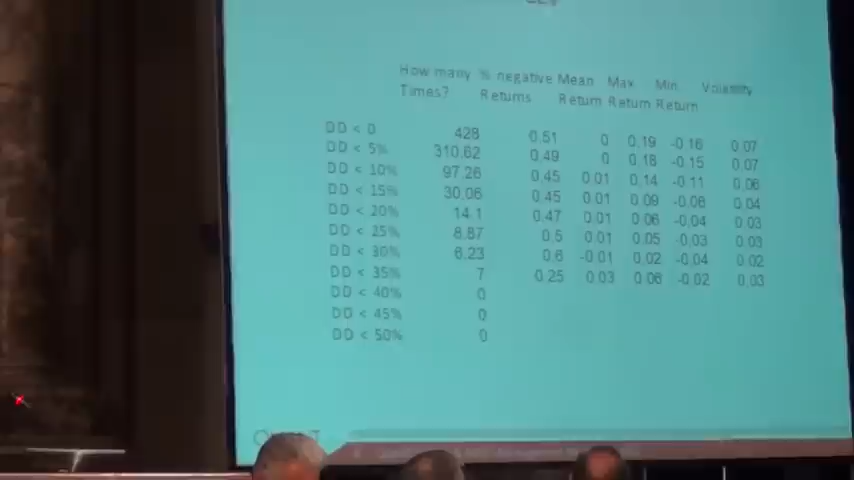 How many % negative Mean Max Min Volatility
Times? Returns Return Return Return
DD < 0 428 0.51 0 0.19 -0.16 0.07
DD < 5% 310.62 0.49 0 0.18 -0.15 0.07
DD < 10% 97.26 0.45 0.01 0.14 -0.11 0.06
DD < 15% 30.06 0.45 0.01 0.09 -0.08 0.04
DD < 20% 14.1 0.47 0.01 0.06 -0.04 0.03
DD < 25% 8.87 0.5 0.01 0.05 -0.03 0.03
DD < 30% 6.23 0.6 -0.01 0.02 -0.04 0.02
DD < 35% 7 0.25 0.03 0.06 -0.02 0.03
DD < 40% 0
DD < 45% 0
DD < 50% 0